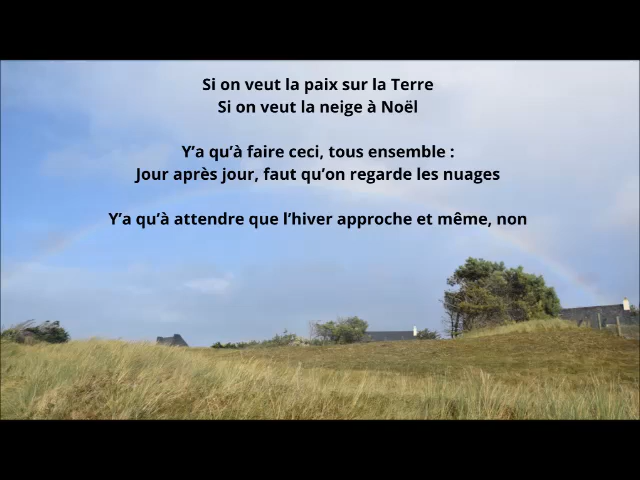 Si on veut la paix sur la Terre
Si on veut la neige à Noël
Y’a qu’à faire ceci, tous ensemble :
Jour après jour, faut qu’on regarde les nuages
Y’a qu’à attendre que l’hiver approche et même, non